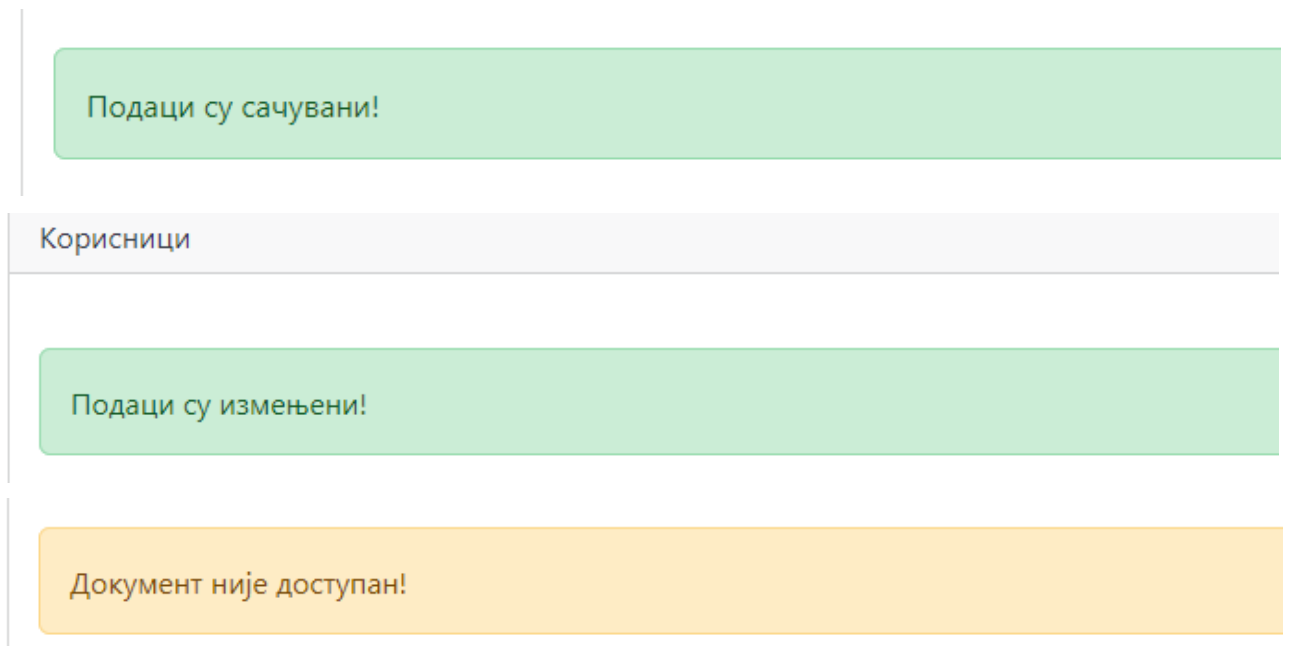 Подаци су сачувани!
Корисници
Подаци су измењени!
Документ није доступан!